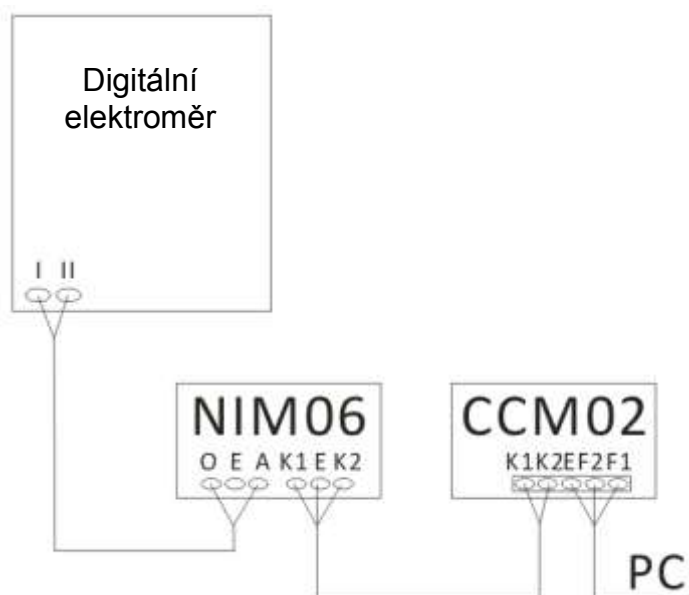 Digitální
elektroměr
I II
NIM06
O E A K1 E K2
CCM02
K1K2EF2F1
PC